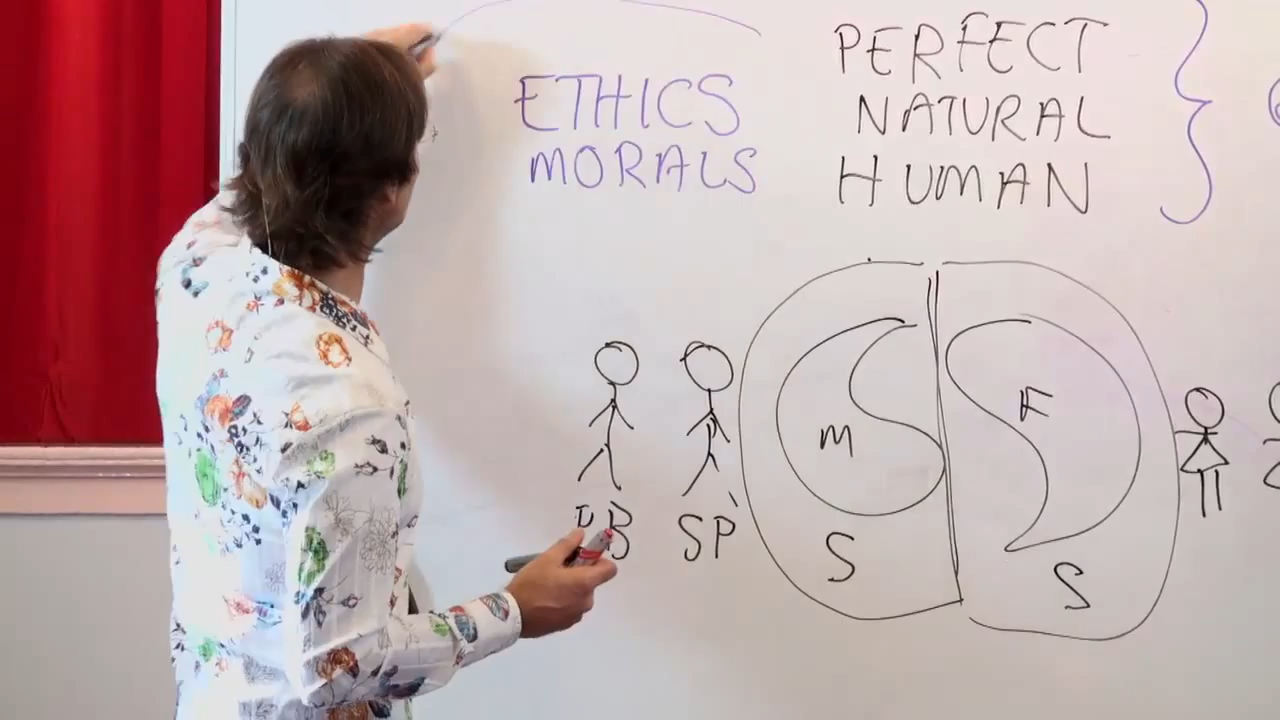 ETHICS
MORALS
PERFECT
NATURAL
HUMAN
M
F
SP
S
S